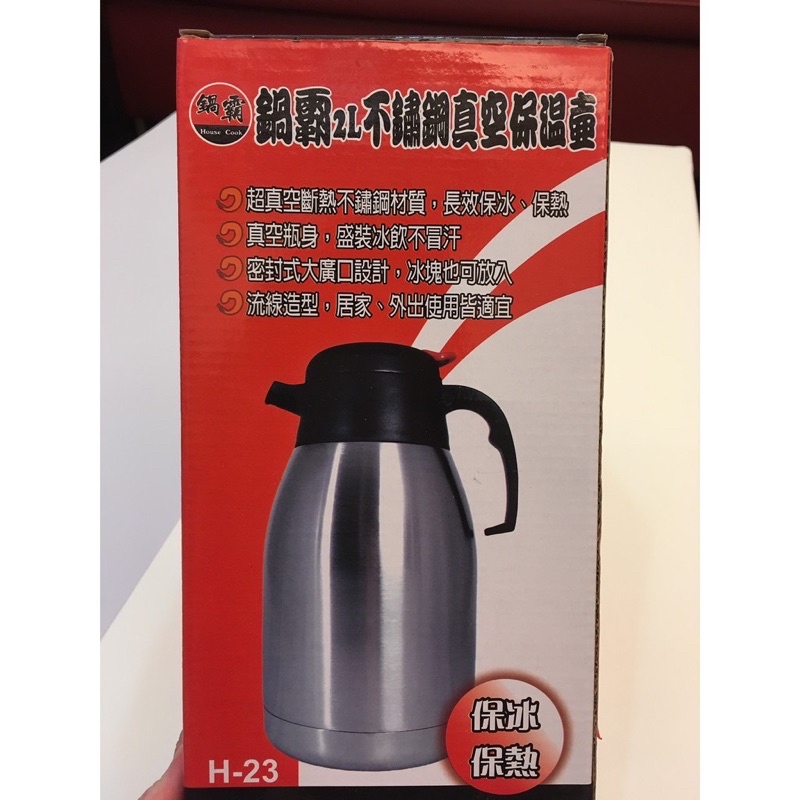 鍋霸
House Cook
鍋霸2L不鏽鋼真空保温壺
超真空斷熱不鏽鋼材質，長效保冰、保熱
真空瓶身，盛裝冰飲不冒汗
密封式大廣口設計，冰塊也可放入
流線造型，居家、外出使用皆適宜
保冰
保熱
H-23